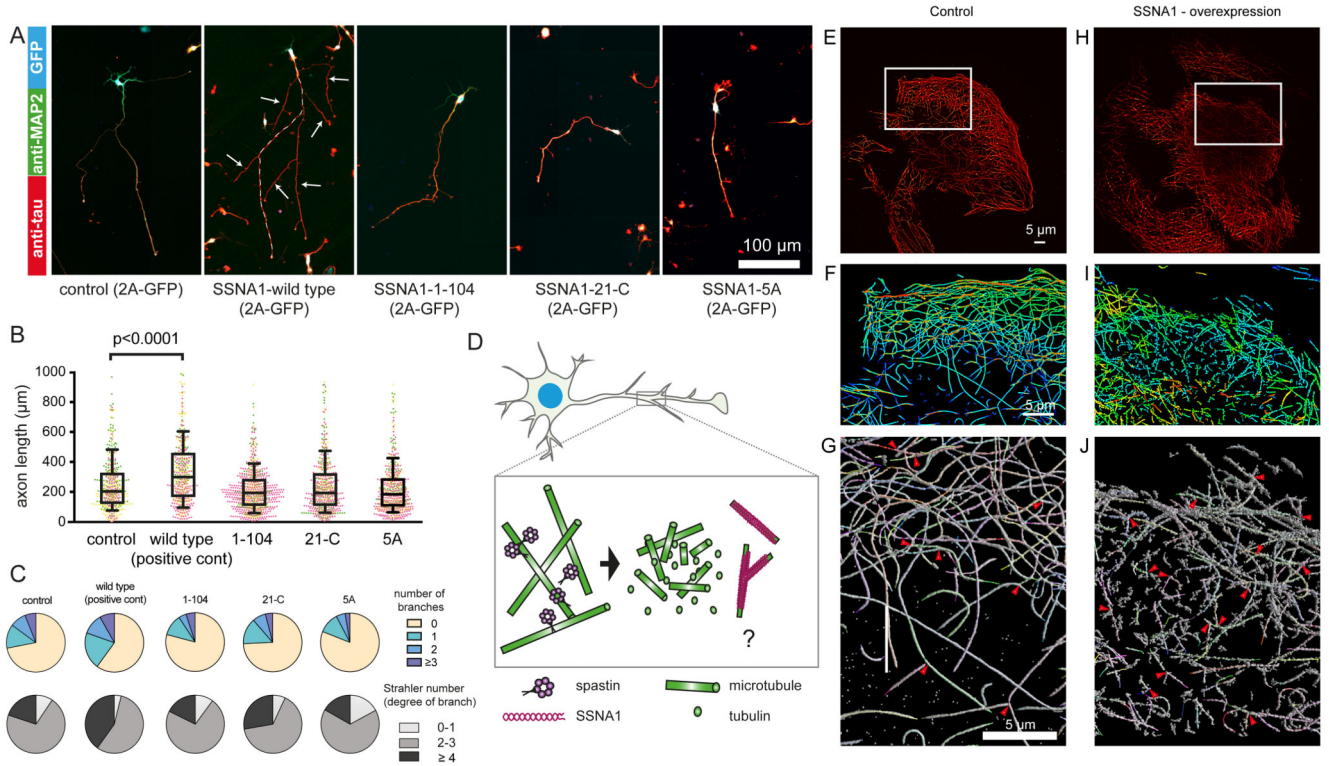 Control
SSNA1 - overexpression
A
GFP
anti-MAP2
anti-tau
100 µm
control (2A-GFP)
SSNA1-wild type
(2A-GFP)
SSNA1-1-104
(2A-GFP)
SSNA1-21-C
(2A-GFP)
SSNA1-5A
(2A-GFP)
B
p<0.0001
axon length (µm)
1000
800
600
400
200
0
control
wild type
(positive cont)
1-104
21-C
5A
C
control
wild type
(positive cont)
1-104
21-C
5A
number of
branches
0
1
2
≥3
Strahler number
(degree of branch)
0-1
2-3
≥ 4
D
?
spastin
microtubule
SSNA1
tubulin
E
5 µm
H
F
5 µm
I
G
5 µm
J